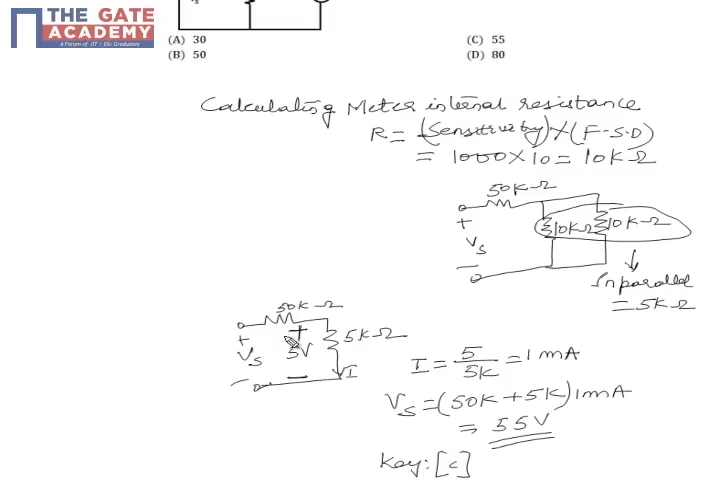 THE GATE
ACADEMY
A Forum of IIT / IISc Graduates
Vs
(A) 30
(C) 55
(B) 50
(D) 80
Calculating Meter internal resistance
R = (Sensitivity) × (F-S.D)
= 1000 × 10 = 10K Ω
50K Ω
+
Vs
−
10K Ω
10K Ω
In parallel
= 5K Ω
50K Ω
+
Vs
−
+
5V
−
5K Ω
I
I = 5/5K = 1 mA
Vs = (50K + 5K) 1mA
= 55V
Key: [c]